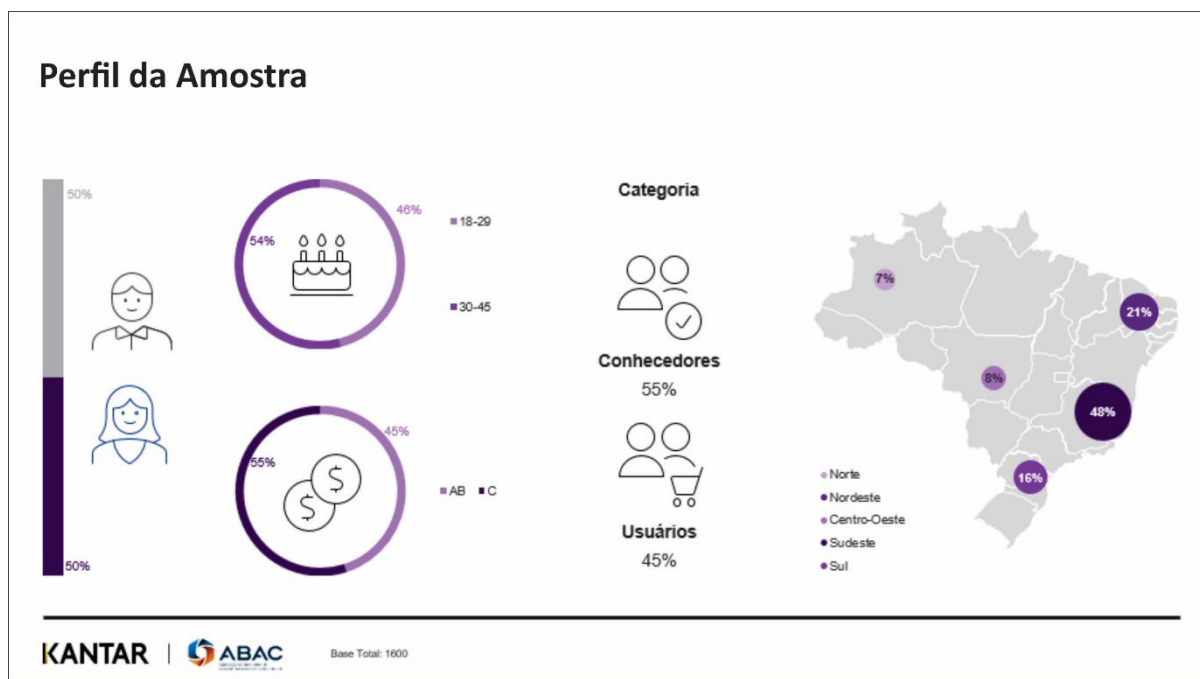 Perfil da Amostra
50%
50%
46%
54%
18-29
30-45
45%
55%
AB
C
Categoria
Conhecedores
55%
Usuários
45%
7%
21%
8%
48%
16%
Norte
Nordeste
Centro-Oeste
Sudeste
Sul
KANTAR
ABAC
Base Total: 1600